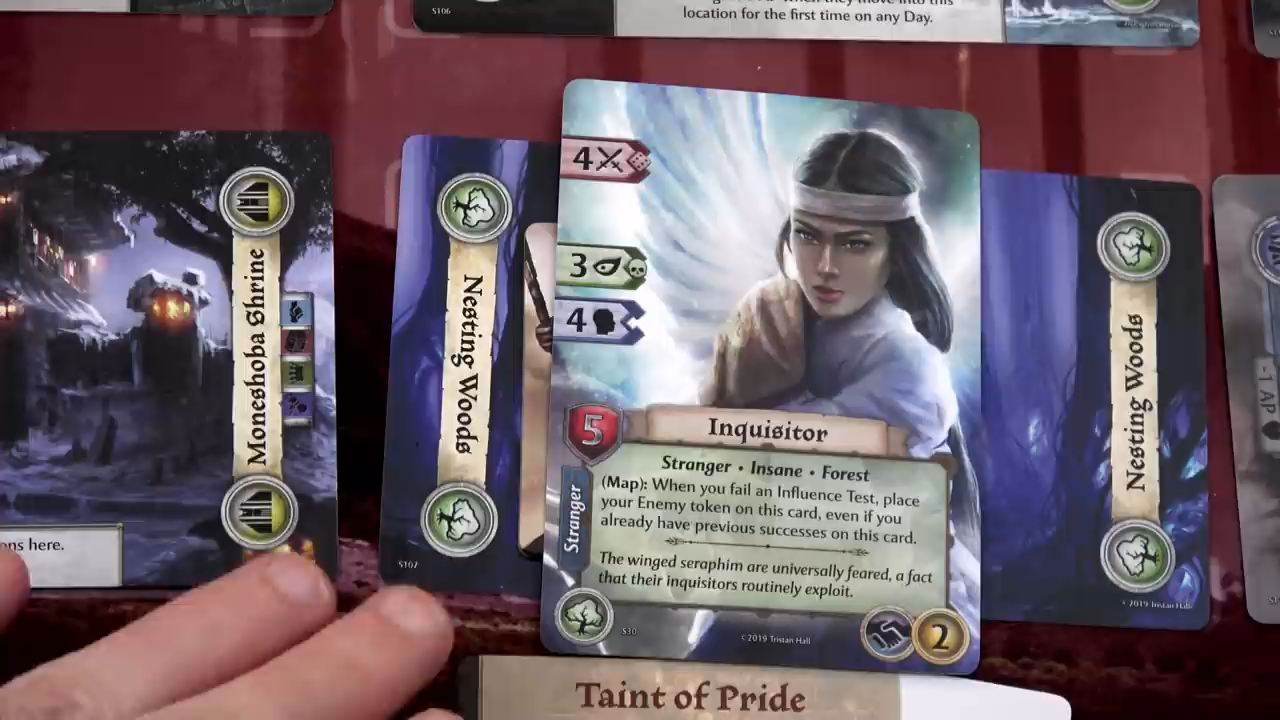 S106
location for the first time on any Day.
Moneshoba Shrine
ons here.
Nesting Woods
S107
4
3
4
5
Inquisitor
Stranger • Insane • Forest
Stranger
(Map): When you fail an Influence Test, place
your Enemy token on this card, even if you
already have previous successes on this card.
The winged seraphim are universally feared, a fact
that their inquisitors routinely exploit.
S30
©2019 Tristan Hall
2
Nesting Woods
©2019 Tristan Hall
-1 AP
Taint of Pride